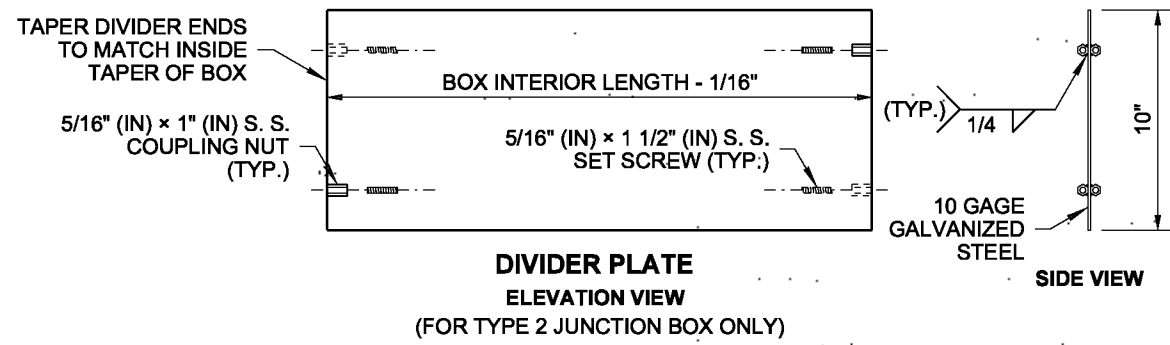 TAPER DIVIDER ENDS
TO MATCH INSIDE
TAPER OF BOX
BOX INTERIOR LENGTH - 1/16"
5/16" (IN) × 1" (IN) S. S.
COUPLING NUT
(TYP.)
5/16" (IN) × 1 1/2" (IN) S. S.
SET SCREW (TYP.)
(TYP.)
1/4
10"
10 GAGE
GALVANIZED
STEEL
DIVIDER PLATE
ELEVATION VIEW
(FOR TYPE 2 JUNCTION BOX ONLY)
SIDE VIEW